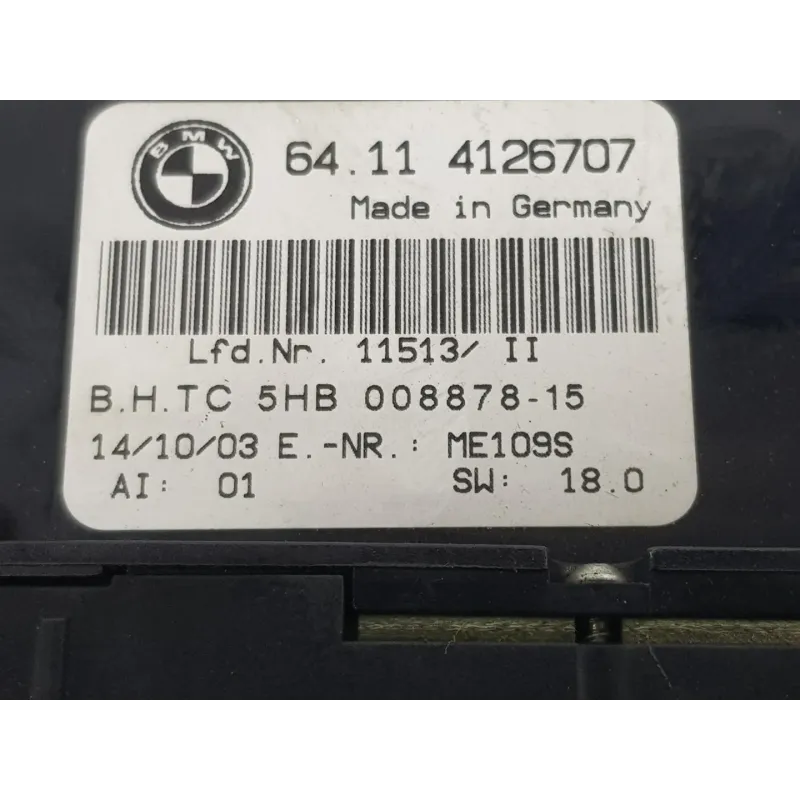 BMW
64.11 4126707
Made in Germany
Lfd.Nr. 11513/ II
B.H.TC 5HB 008878-15
14/10/03 E.-NR.: ME109S
AI: 01 SW: 18.0